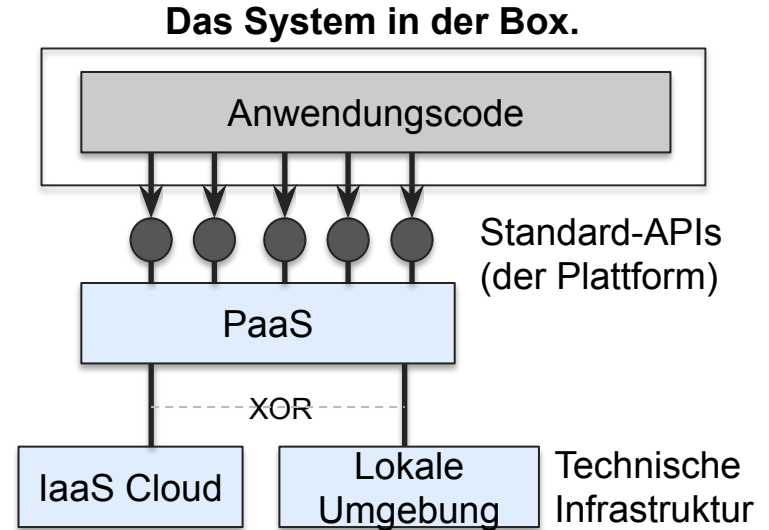 Das System in der Box.
Anwendungscode
Standard-APIs
(der Plattform)
PaaS
XOR
IaaS Cloud
Lokale
Umgebung
Technische
Infrastruktur